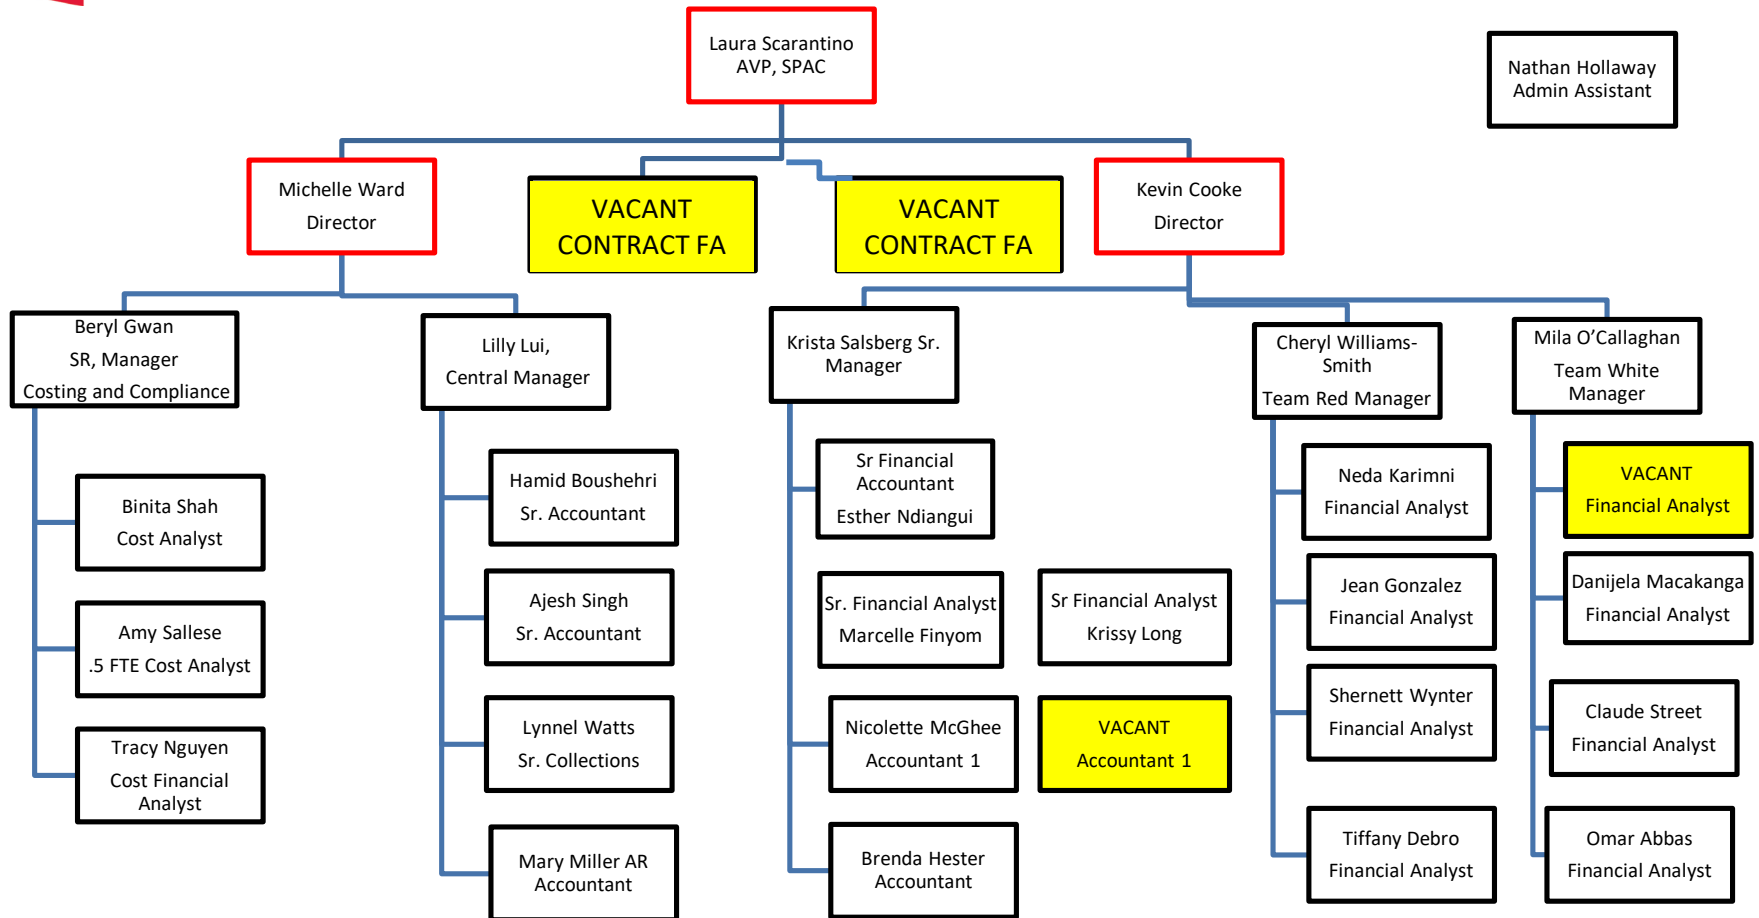 Laura Scarantino
AVP, SPAC
Nathan Hollaway
Admin Assistant
Michelle Ward
Director
VACANT
CONTRACT FA
VACANT
CONTRACT FA
Kevin Cooke
Director
Beryl Gwan
SR, Manager
Costing and Compliance
Lilly Lui,
Central Manager
Krista Salsberg Sr.
Manager
Cheryl Williams-
Smith
Team Red Manager
Mila O’Callaghan
Team White
Manager
Binita Shah
Cost Analyst
Amy Sallese
.5 FTE Cost Analyst
Tracy Nguyen
Cost Financial
Analyst
Hamid Boushehri
Sr. Accountant
Ajesh Singh
Sr. Accountant
Lynnel Watts
Sr. Collections
Mary Miller AR
Accountant
Sr Financial
Accountant
Esther Ndiangui
Sr. Financial Analyst
Marcelle Finyom
Sr Financial Analyst
Krissy Long
Nicolette McGhee
Accountant 1
VACANT
Accountant 1
Brenda Hester
Accountant
Neda Karimni
Financial Analyst
Jean Gonzalez
Financial Analyst
Shernett Wynter
Financial Analyst
Tiffany Debro
Financial Analyst
VACANT
Financial Analyst
Danijela Macakanga
Financial Analyst
Claude Street
Financial Analyst
Omar Abbas
Financial Analyst